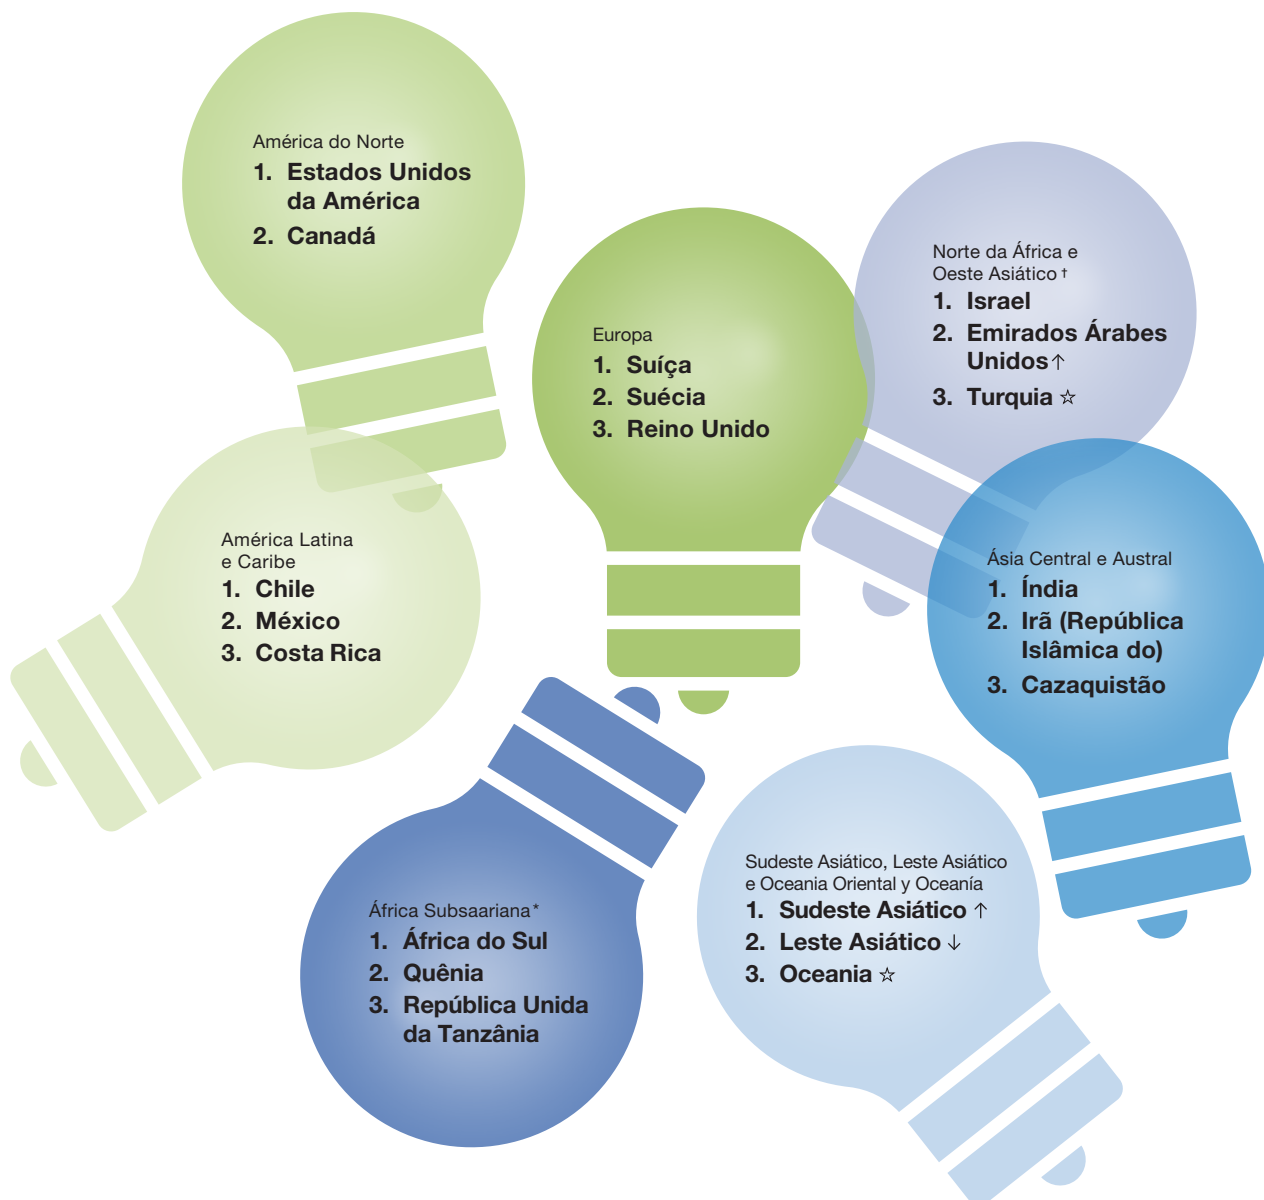 América do Norte
1. Estados Unidos
da América
2. Canadá
Norte da África e
Oeste Asiático †
1. Israel
2. Emirados Árabes
Unidos ↑
3. Turquia ☆
Europa
1. Suíça
2. Suécia
3. Reino Unido
América Latina
e Caribe
1. Chile
2. México
3. Costa Rica
Ásia Central e Austral
1. Índia
2. Irã (República
Islâmica do)
3. Cazaquistão
África Subsaariana*
1. África do Sul
2. Quênia
3. República Unida
da Tanzânia
Sudeste Asiático, Leste Asiático
e Oceania Oriental y Oceanía
1. Sudeste Asiático ↑
2. Leste Asiático ↓
3. Oceania ☆